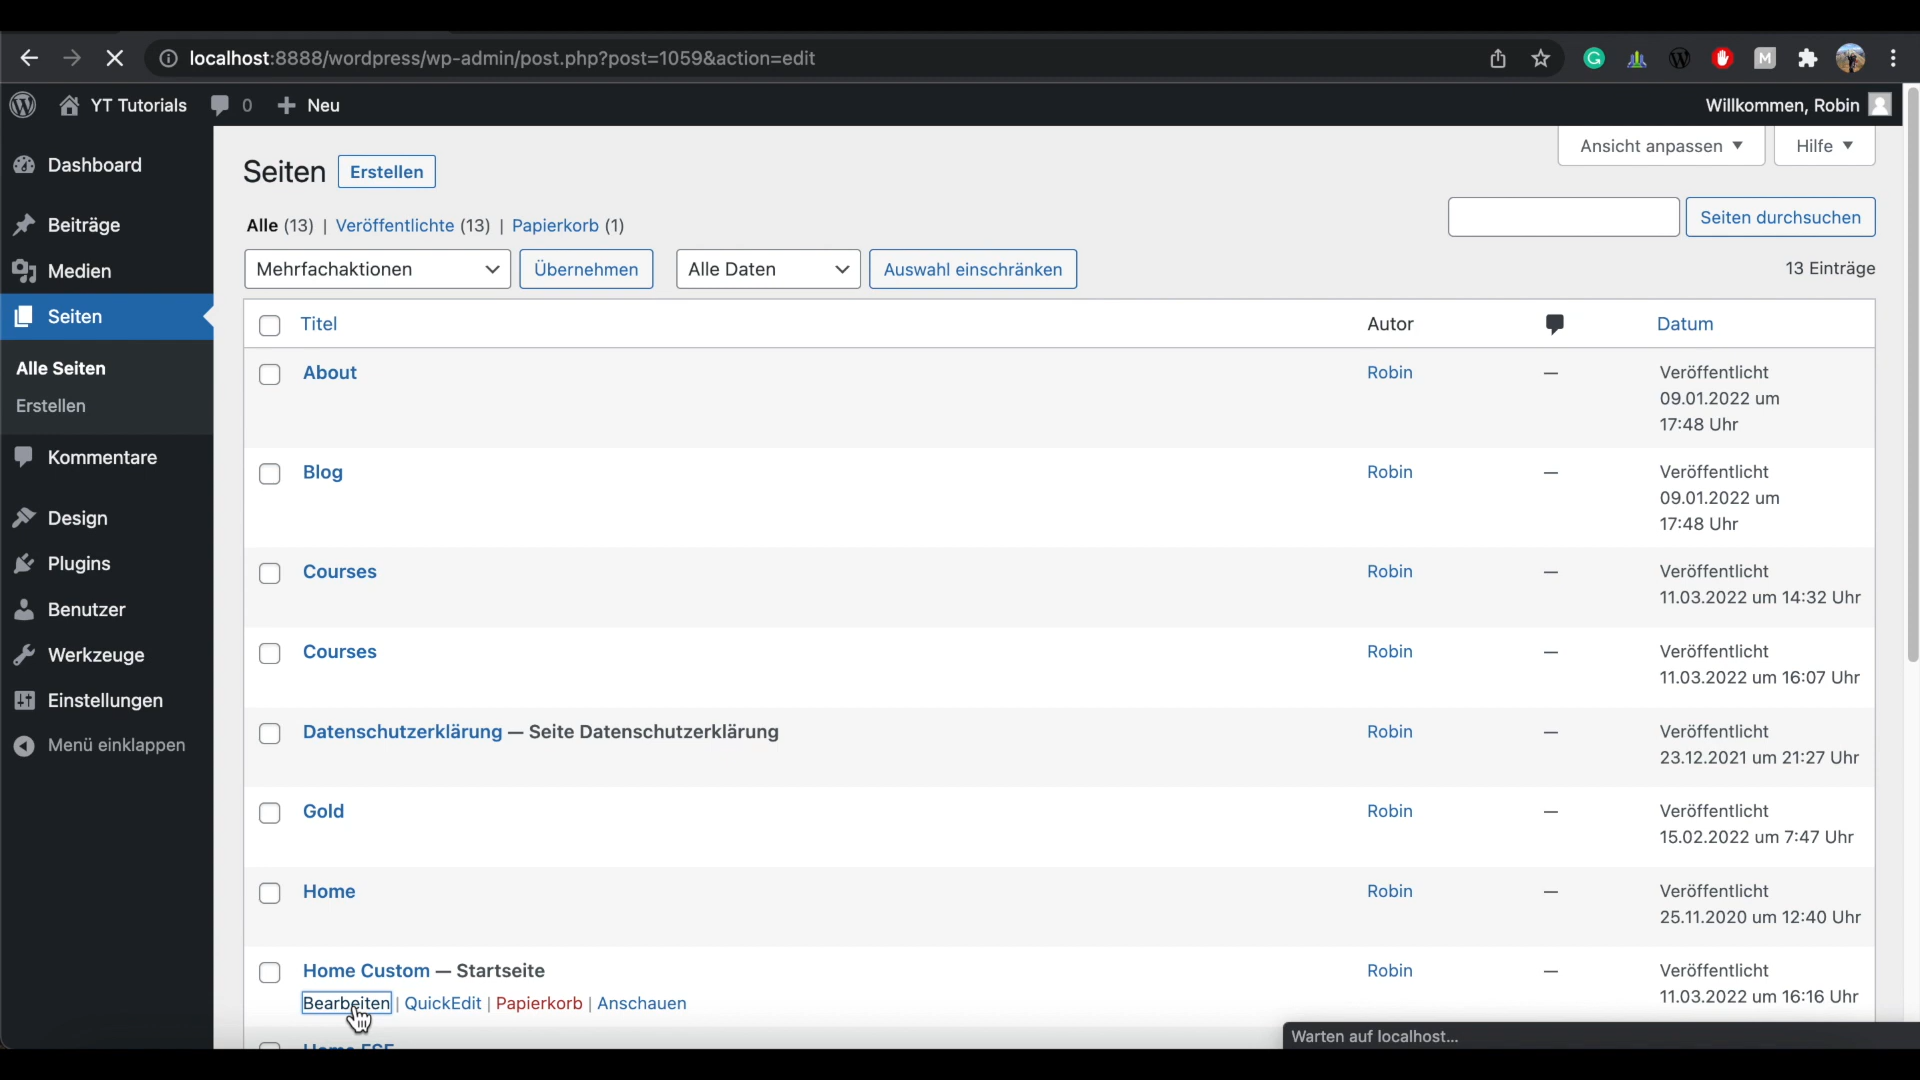 localhost:8888/wordpress/wp-admin/post.php?post=1059&action=edit
YT Tutorials 0 Neu Willkommen, Robin
Dashboard
Beiträge
Medien
Seiten
Alle Seiten
Erstellen
Kommentare
Design
Plugins
Benutzer
Werkzeuge
Einstellungen
Menü einklappen
Ansicht anpassen Hilfe
Seiten Erstellen
Alle (13) | Veröffentlichte (13) | Papierkorb (1)
Seiten durchsuchen
Mehrfachaktionen Übernehmen Alle Daten Auswahl einschränken 13 Einträge
Titel Autor Datum
About Robin — Veröffentlicht
09.01.2022 um
17:48 Uhr
Blog Robin — Veröffentlicht
09.01.2022 um
17:48 Uhr
Courses Robin — Veröffentlicht
11.03.2022 um 14:32 Uhr
Courses Robin — Veröffentlicht
11.03.2022 um 16:07 Uhr
Datenschutzerklärung — Seite Datenschutzerklärung Robin — Veröffentlicht
23.12.2021 um 21:27 Uhr
Gold Robin — Veröffentlicht
15.02.2022 um 7:47 Uhr
Home Robin — Veröffentlicht
25.11.2020 um 12:40 Uhr
Home Custom — Startseite Robin — Veröffentlicht
11.03.2022 um 16:16 Uhr
Bearbeiten | QuickEdit | Papierkorb | Anschauen
Warten auf localhost...